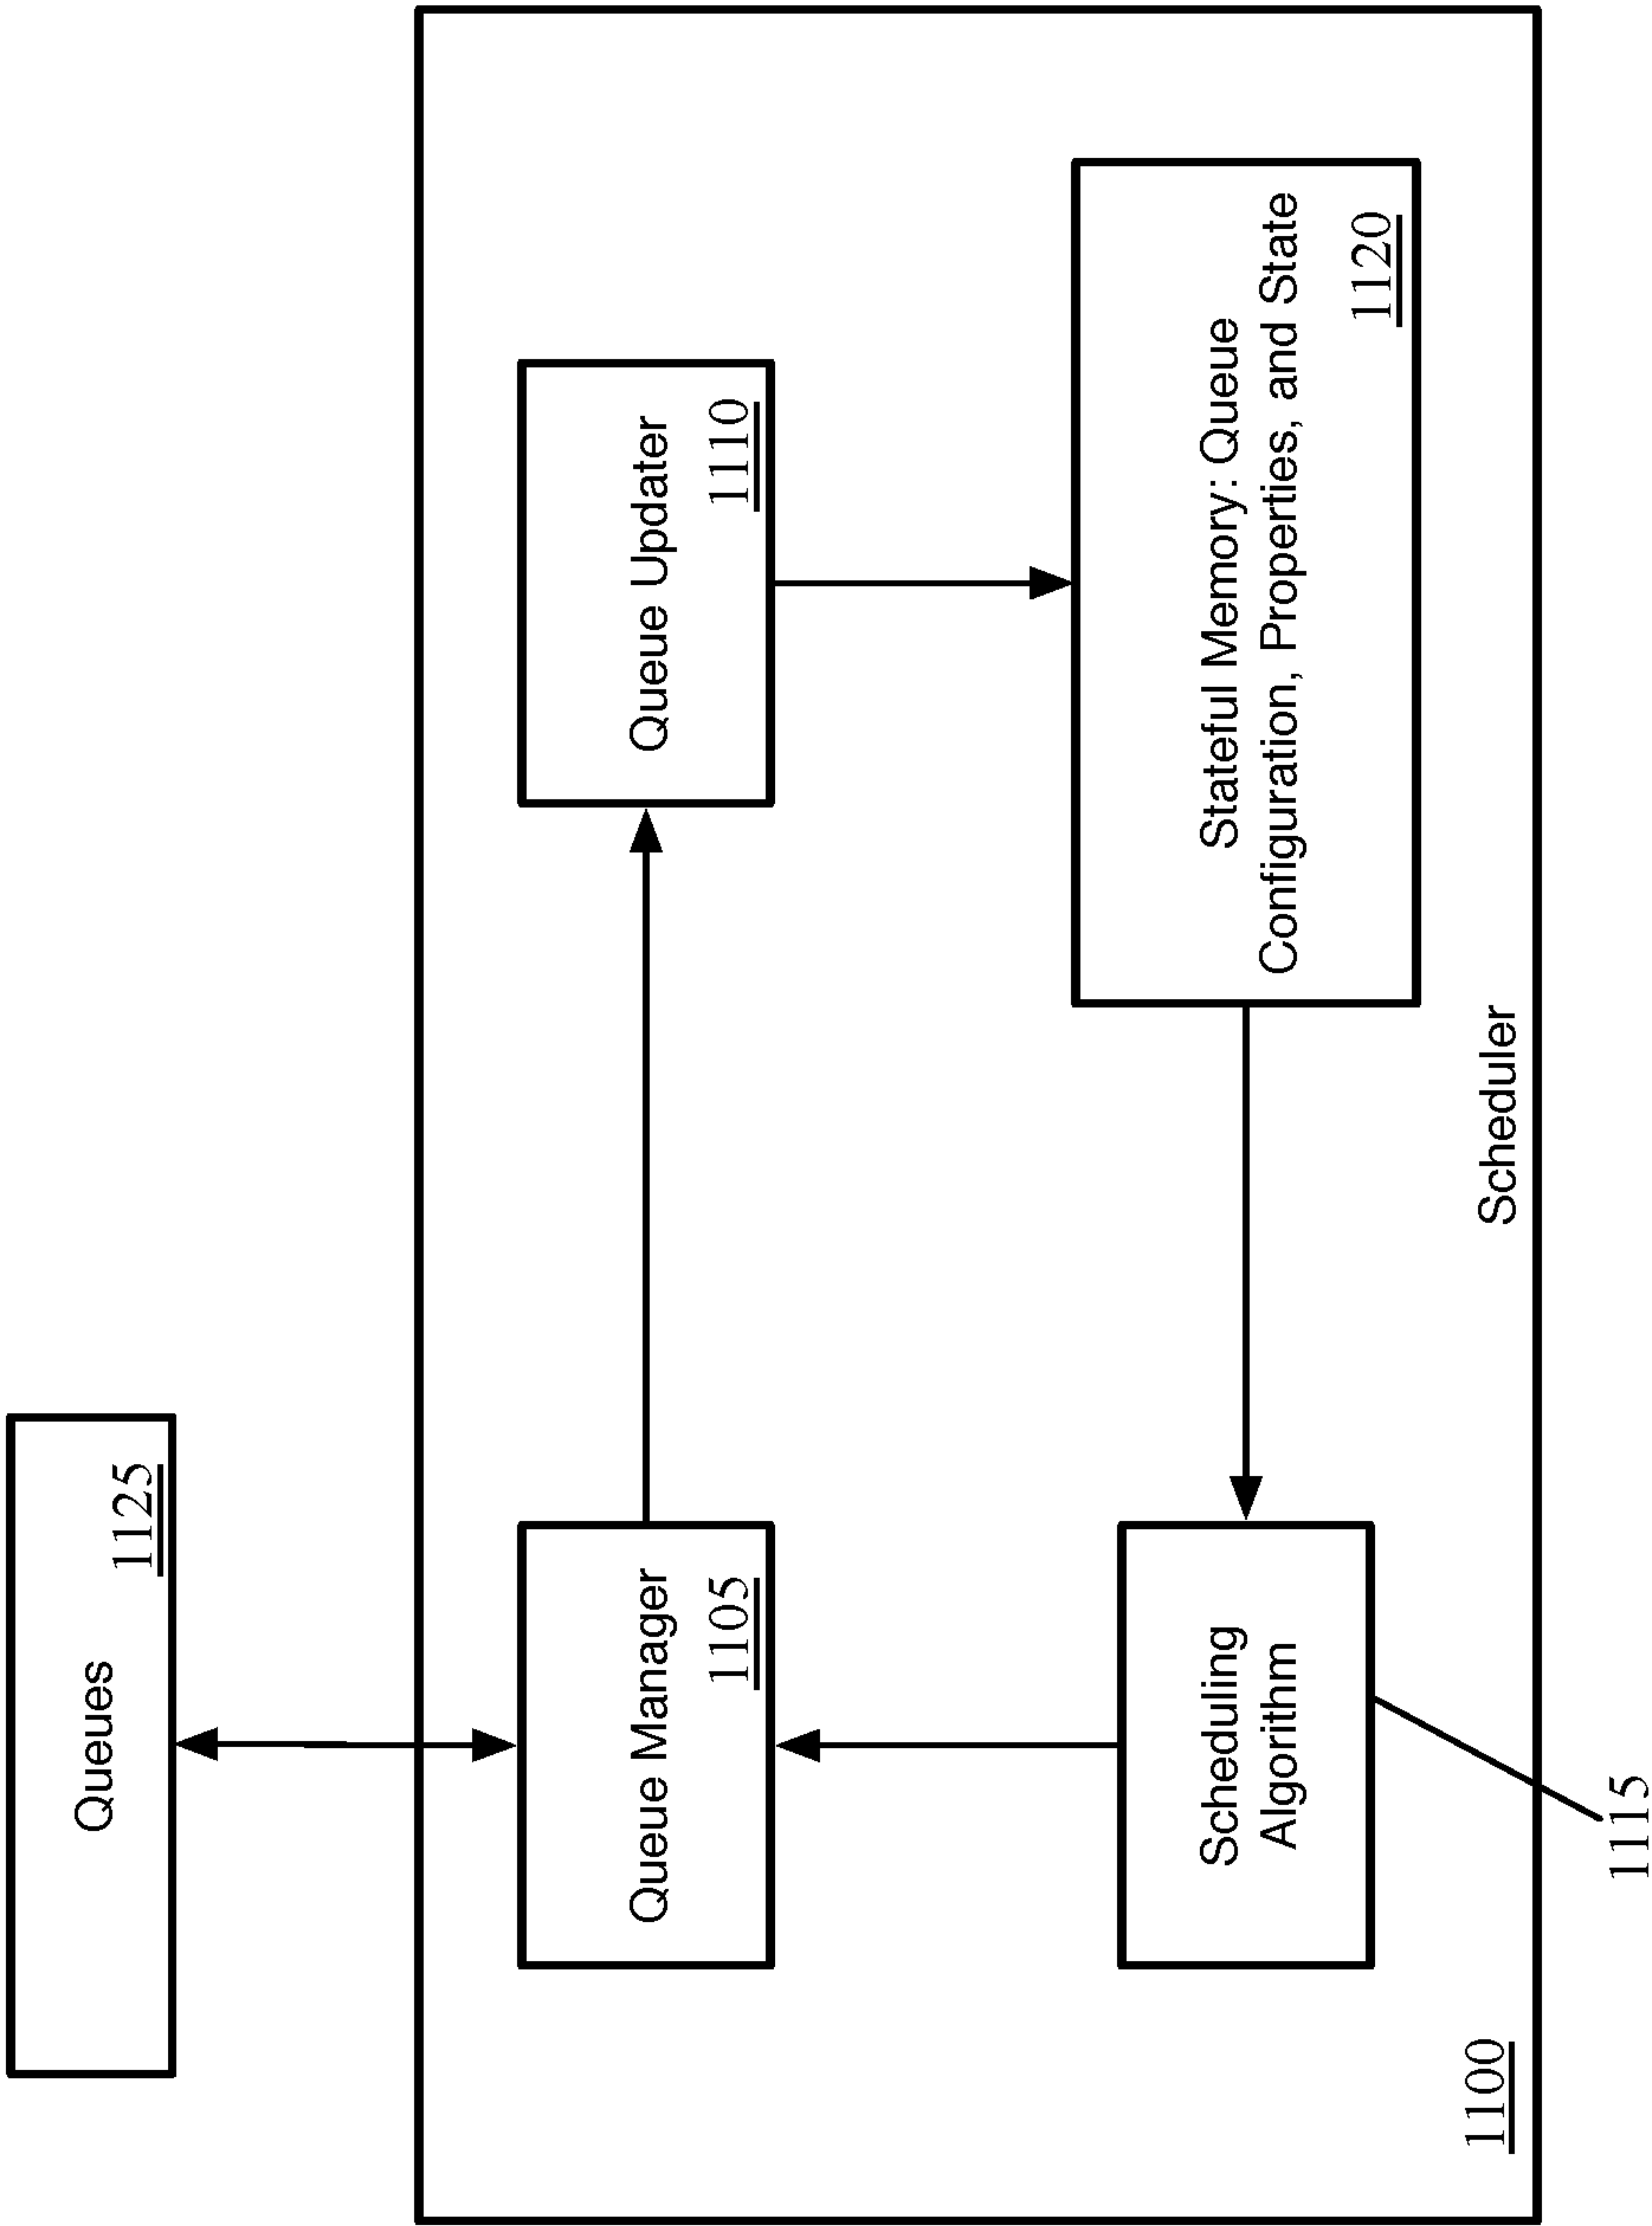 Queues
1125
Queue Manager
1105
Queue Updater
1110
Scheduling
Algorithm
1115
Stateful Memory: Queue
Configuration, Properties, and State
1120
Scheduler
1100